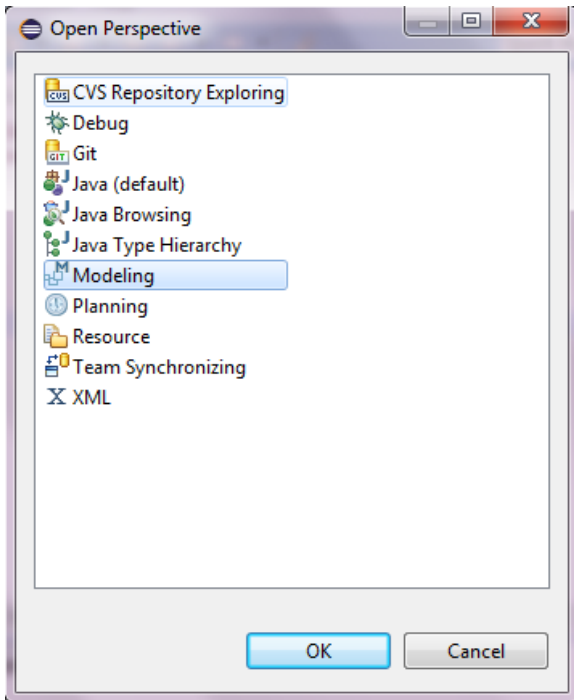 Open Perspective
CVS Repository Exploring
Debug
Git
Java (default)
Java Browsing
Java Type Hierarchy
Modeling
Planning
Resource
Team Synchronizing
X XML
OK Cancel